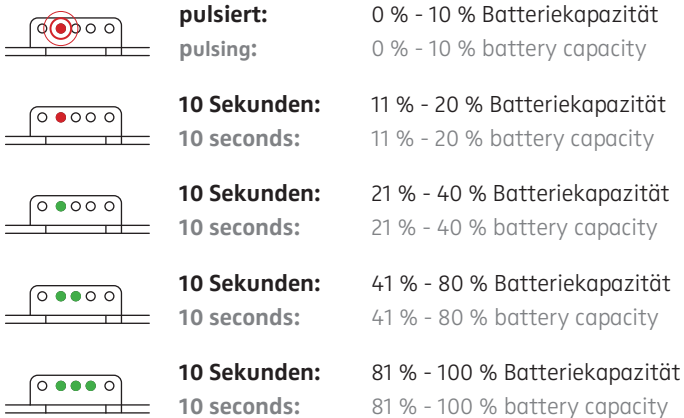 pulsiert: 0 % - 10 % Batteriekapazität
pulsing: 0 % - 10 % battery capacity
10 Sekunden: 11 % - 20 % Batteriekapazität
10 seconds: 11 % - 20 % battery capacity
10 Sekunden: 21 % - 40 % Batteriekapazität
10 seconds: 21 % - 40 % battery capacity
10 Sekunden: 41 % - 80 % Batteriekapazität
10 seconds: 41 % - 80 % battery capacity
10 Sekunden: 81 % - 100 % Batteriekapazität
10 seconds: 81 % - 100 % battery capacity